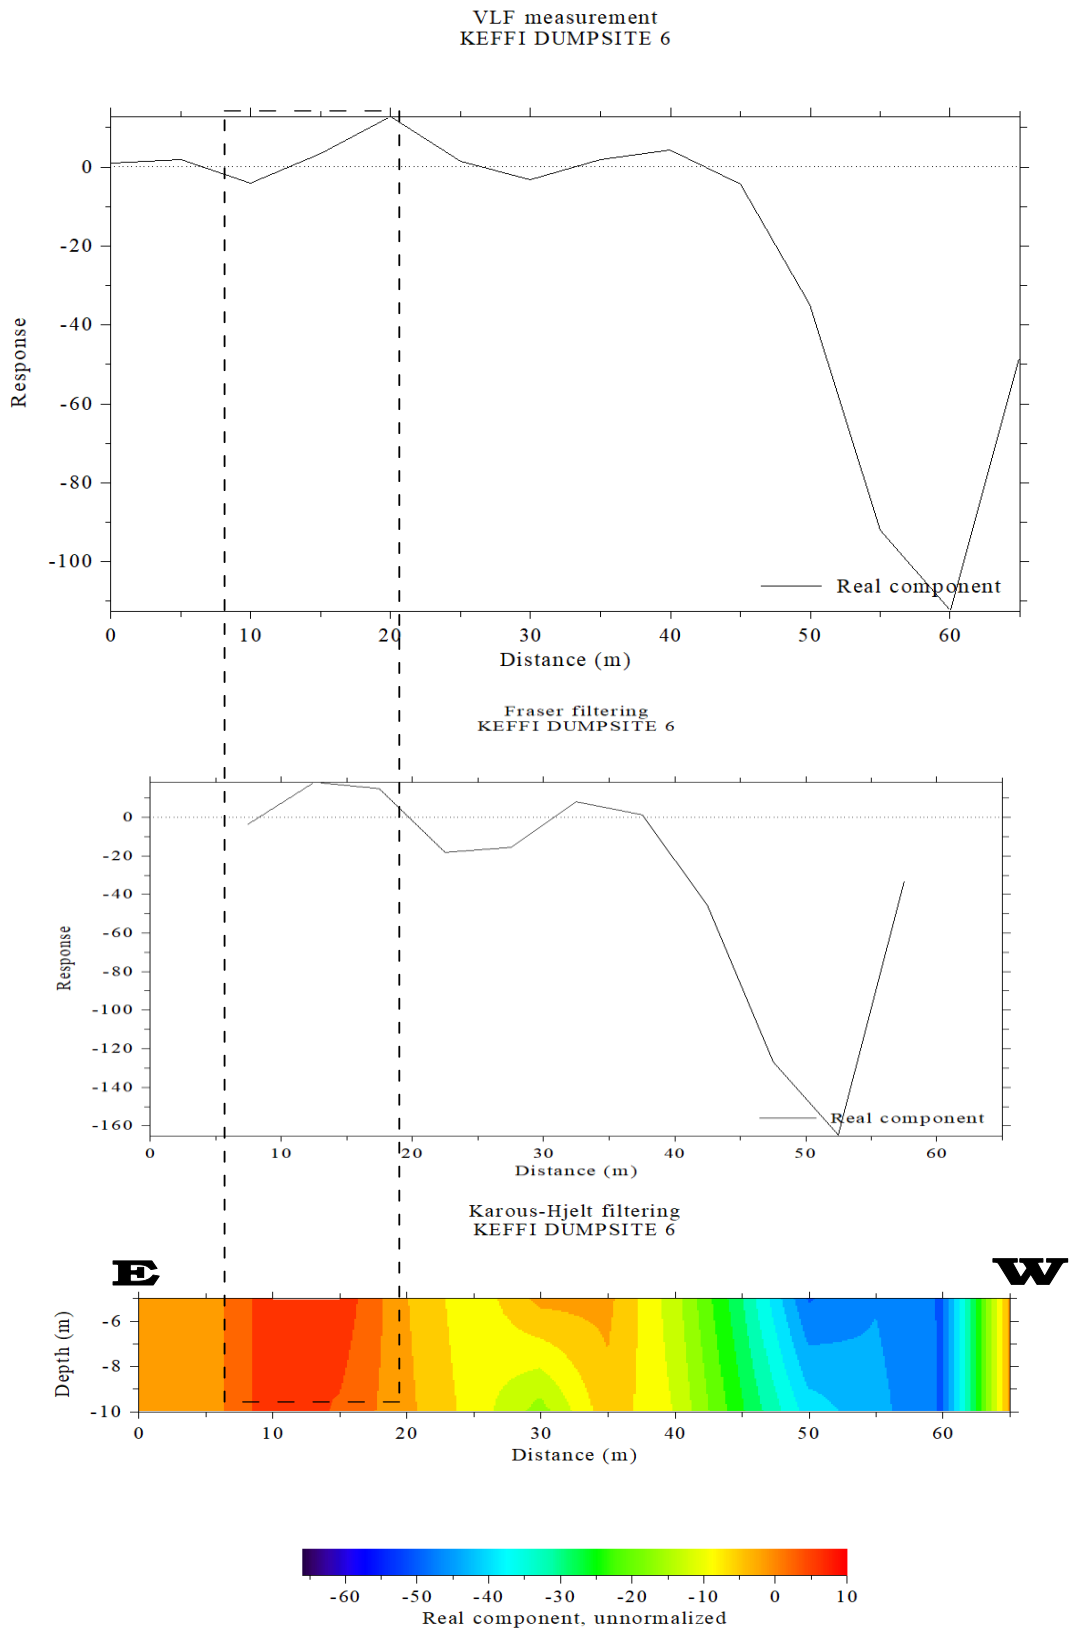 VLF measurement
KEFFI DUMPSITE 6
0
-20
-40
-60
-80
-100
Response
Real component
0 10 20 30 40 50 60
Distance (m)
Fraser filtering
KEFFI DUMPSITE 6
0
-20
-40
-60
-80
-100
-120
-140
-160
Response
Real component
0 10 20 30 40 50 60
Distance (m)
Karous-Hjelt filtering
KEFFI DUMPSITE 6
E W
-6
-8
-10
Depth (m)
0 10 20 30 40 50 60
Distance (m)
-60 -50 -40 -30 -20 -10 0 10
Real component, unnormalized